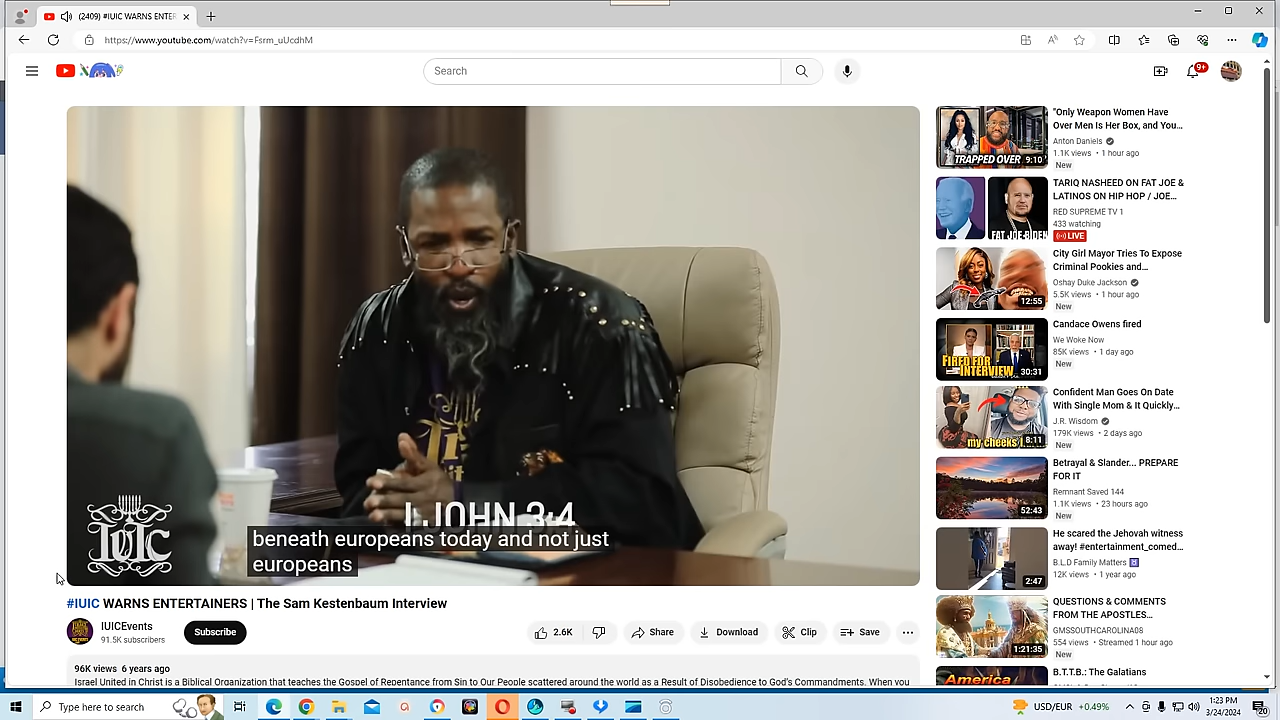 (2409) #IUIC WARNS ENTER
https://www.youtube.com/watch?v=Fsrm_uUcdhM
Search
9+
I JOHN 3:4
beneath europeans today and not just
europeans
IUIC
#IUIC WARNS ENTERTAINERS | The Sam Kestenbaum Interview
IUICEvents
91.5K subscribers
Subscribe
2.6K
Share
Download
Clip
Save
96K views 6 years ago
Israel United in Christ is a Biblical Organization that teaches the Gospel of Repentance from Sin to Our People scattered around the world as a Result of Disobedience to God's Commandments. When you
TRAPPED OVER
9:10
"Only Weapon Women Have
Over Men Is Her Box, and You...
Anton Daniels
1.1K views • 1 hour ago
New
FAT JOE BIDEN
TARIQ NASHEED ON FAT JOE &
LATINOS ON HIP HOP / JOE...
RED SUPREME TV 1
433 watching
LIVE
12:55
City Girl Mayor Tries To Expose
Criminal Pookies and...
Oshay Duke Jackson
5.5K views • 1 hour ago
New
FIRED FOR
INTERVIEW
30:31
Candace Owens fired
We Woke Now
85K views • 1 day ago
New
my cheeks
8:11
Confident Man Goes On Date
With Single Mom & It Quickly...
J.R. Wisdom
179K views • 2 days ago
New
52:43
Betrayal & Slander... PREPARE
FOR IT
Remnant Saved 144
1.1K views • 23 hours ago
New
2:47
He scared the Jehovah witness
away! #entertainment_comed...
B.L.D Family Matters
12K views • 1 year ago
1:21:35
QUESTIONS & COMMENTS
FROM THE APOSTLES...
GMSSOUTHCAROLINA08
554 views • Streamed 1 hour ago
New
America
B.T.T.B.: The Galatians
Type here to search
USD/EUR +0.49%
1:23 PM
3/24/2024
20